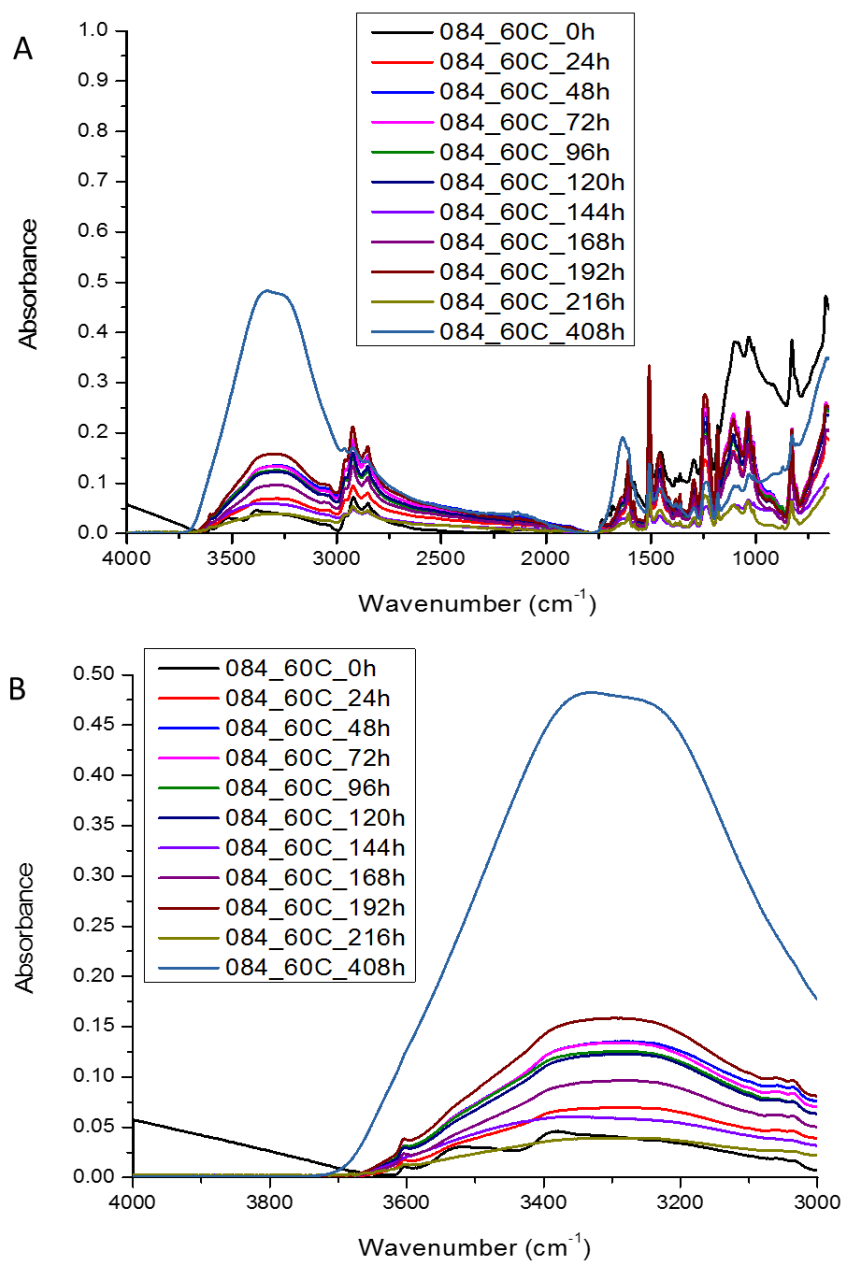 A
084_60C_0h
084_60C_24h
084_60C_48h
084_60C_72h
084_60C_96h
084_60C_120h
084_60C_144h
084_60C_168h
084_60C_192h
084_60C_216h
084_60C_408h
1.0
0.9
0.8
0.7
0.6
0.5
0.4
0.3
0.2
0.1
0.0
Absorbance
4000 3500 3000 2500 2000 1500 1000
Wavenumber (cm-1)
B
084_60C_0h
084_60C_24h
084_60C_48h
084_60C_72h
084_60C_96h
084_60C_120h
084_60C_144h
084_60C_168h
084_60C_192h
084_60C_216h
084_60C_408h
0.50
0.45
0.40
0.35
0.30
0.25
0.20
0.15
0.10
0.05
0.00
Absorbance
4000 3800 3600 3400 3200 3000
Wavenumber (cm-1)